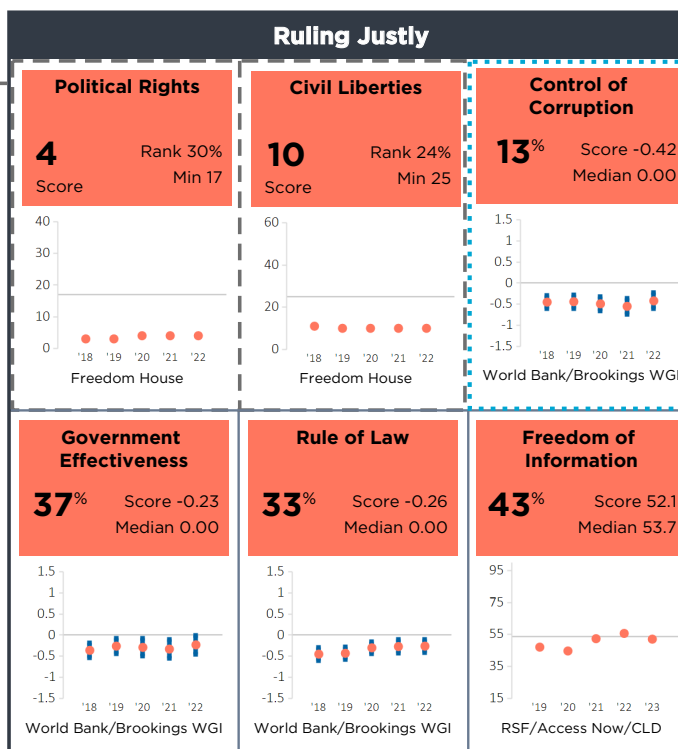 Ruling Justly
Political Rights
4
Score
Rank 30%
Min 17
40
30
20
10
0
'18 '19 '20 '21 '22
Freedom House
Civil Liberties
10
Score
Rank 24%
Min 25
60
40
20
0
'18 '19 '20 '21 '22
Freedom House
Control of
Corruption
13%
Score -0.42
Median 0.00
1.5
1
0.5
0
-0.5
-1
-1.5
'18 '19 '20 '21 '22
World Bank/Brookings WGI
Government
Effectiveness
37%
Score -0.23
Median 0.00
1.5
1
0.5
0
-0.5
-1
-1.5
'18 '19 '20 '21 '22
World Bank/Brookings WGI
Rule of Law
33%
Score -0.26
Median 0.00
1.5
1
0.5
0
-0.5
-1
-1.5
'18 '19 '20 '21 '22
World Bank/Brookings WGI
Freedom of
Information
43%
Score 52.1
Median 53.7
95
75
55
35
15
'19 '20 '21 '22 '23
RSF/Access Now/CLD